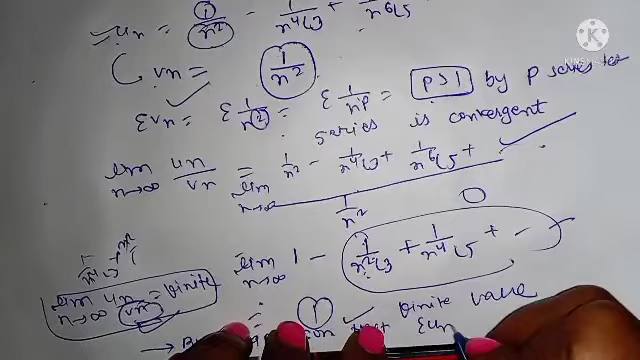 un = 1/n² - 1/n⁴⌊3 + 1/n⁶⌊5
vn = 1/n²
Σvn = Σ 1/n² = Σ 1/nᵖ = p>1 by p series test
series is convergent
lim n→∞ un/vn = lim n→∞ 1/n² - 1/n⁴⌊3 + 1/n⁶⌊5 +
1/n²
0
lim n→∞ 1 - 1/n²⌊3 + 1/n⁴⌊5 + - -
lim n→∞ un/vn = finite
= 1 finite value
→ test Σun